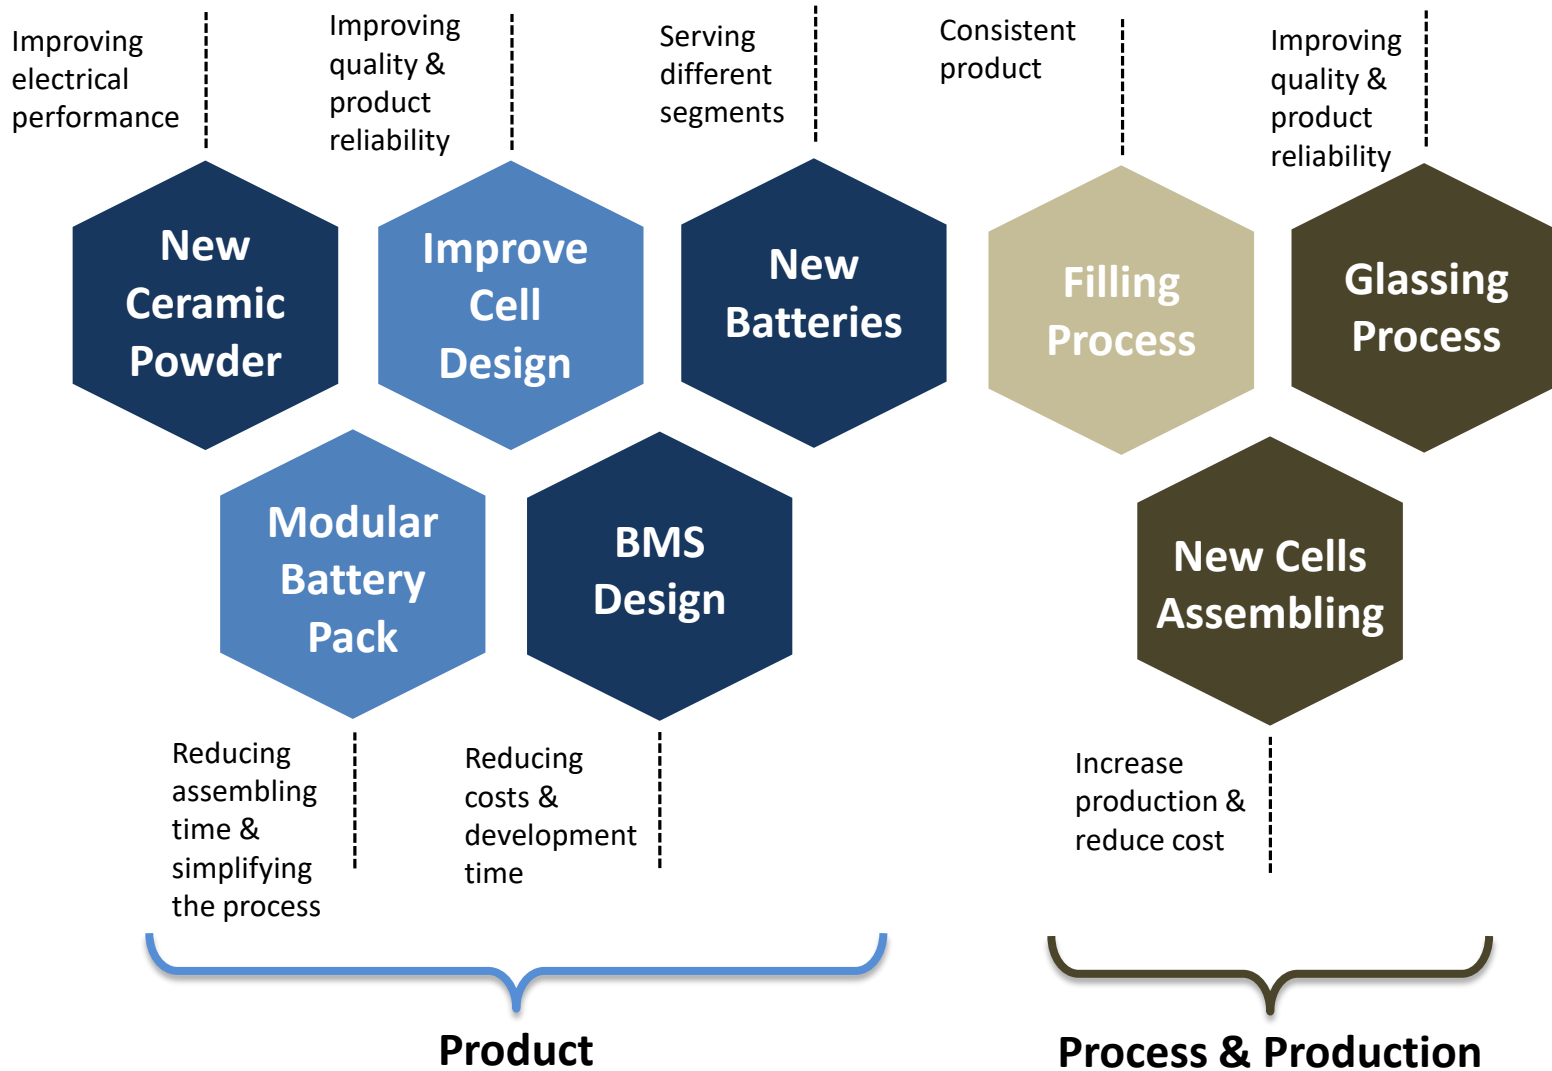 Improving
electrical
performance
Improving
quality &
product
reliability
Serving
different
segments
Consistent
product
Improving
quality &
product
reliability
New
Ceramic
Powder
Improve
Cell
Design
New
Batteries
Filling
Process
Glassing
Process
Modular
Battery
Pack
BMS
Design
New Cells
Assembling
Reducing
assembling
time &
simplifying
the process
Reducing
costs &
development
time
Increase
production &
reduce cost
Product
Process & Production